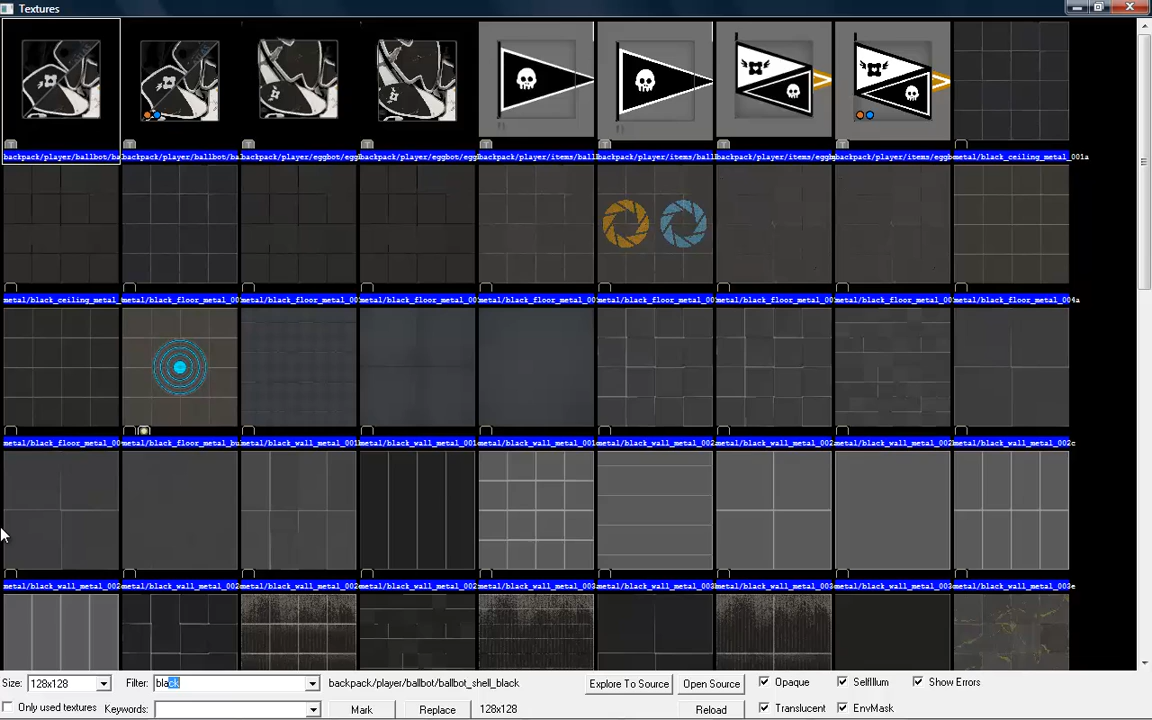 Textures
backpack/player/ballbot/ba backpack/player/ballbot/ba backpack/player/eggbot/egg backpack/player/eggbot/egg backpack/player/items/ball backpack/player/items/ball backpack/player/items/eggb backpack/player/items/eggb metal/black_ceiling_metal_001a
metal/black_ceiling_metal_ metal/black_floor_metal_00 metal/black_floor_metal_00 metal/black_floor_metal_00 metal/black_floor_metal_00 metal/black_floor_metal_00 metal/black_floor_metal_00 metal/black_floor_metal_00 metal/black_floor_metal_004a
metal/black_floor_metal_00 metal/black_floor_metal_bu metal/black_wall_metal_001 metal/black_wall_metal_001 metal/black_wall_metal_001 metal/black_wall_metal_002 metal/black_wall_metal_002 metal/black_wall_metal_002 metal/black_wall_metal_002c
metal/black_wall_metal_002 metal/black_wall_metal_002 metal/black_wall_metal_002 metal/black_wall_metal_002 metal/black_wall_metal_003 metal/black_wall_metal_003 metal/black_wall_metal_003 metal/black_wall_metal_003 metal/black_wall_metal_003e
Size: 128x128 Filter: black backpack/player/ballbot/ballbot_shell_black Explore To Source Open Source Opaque SelfIllum Show Errors
Only used textures Keywords: Mark Replace 128x128 Reload Translucent EnvMask